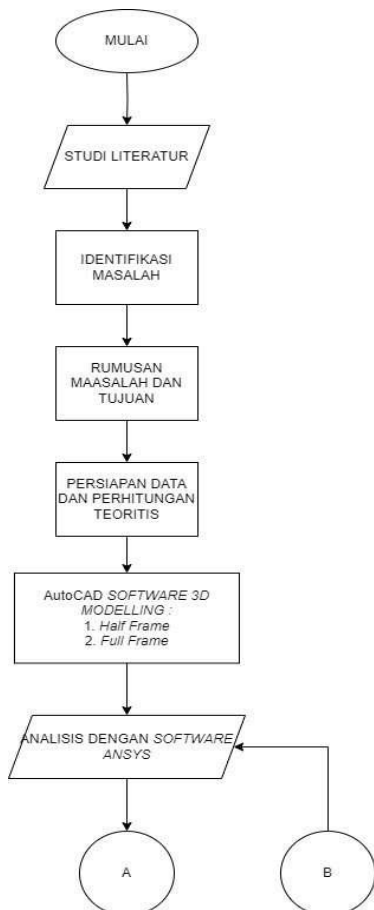 MULAI
STUDI LITERATUR
IDENTIFIKASI
MASALAH
RUMUSAN
MAASALAH DAN
TUJUAN
PERSIAPAN DATA
DAN PERHITUNGAN
TEORITIS
AutoCAD SOFTWARE 3D
MODELLING :
1. Half Frame
2. Full Frame
ANALISIS DENGAN SOFTWARE
ANSYS
A
B